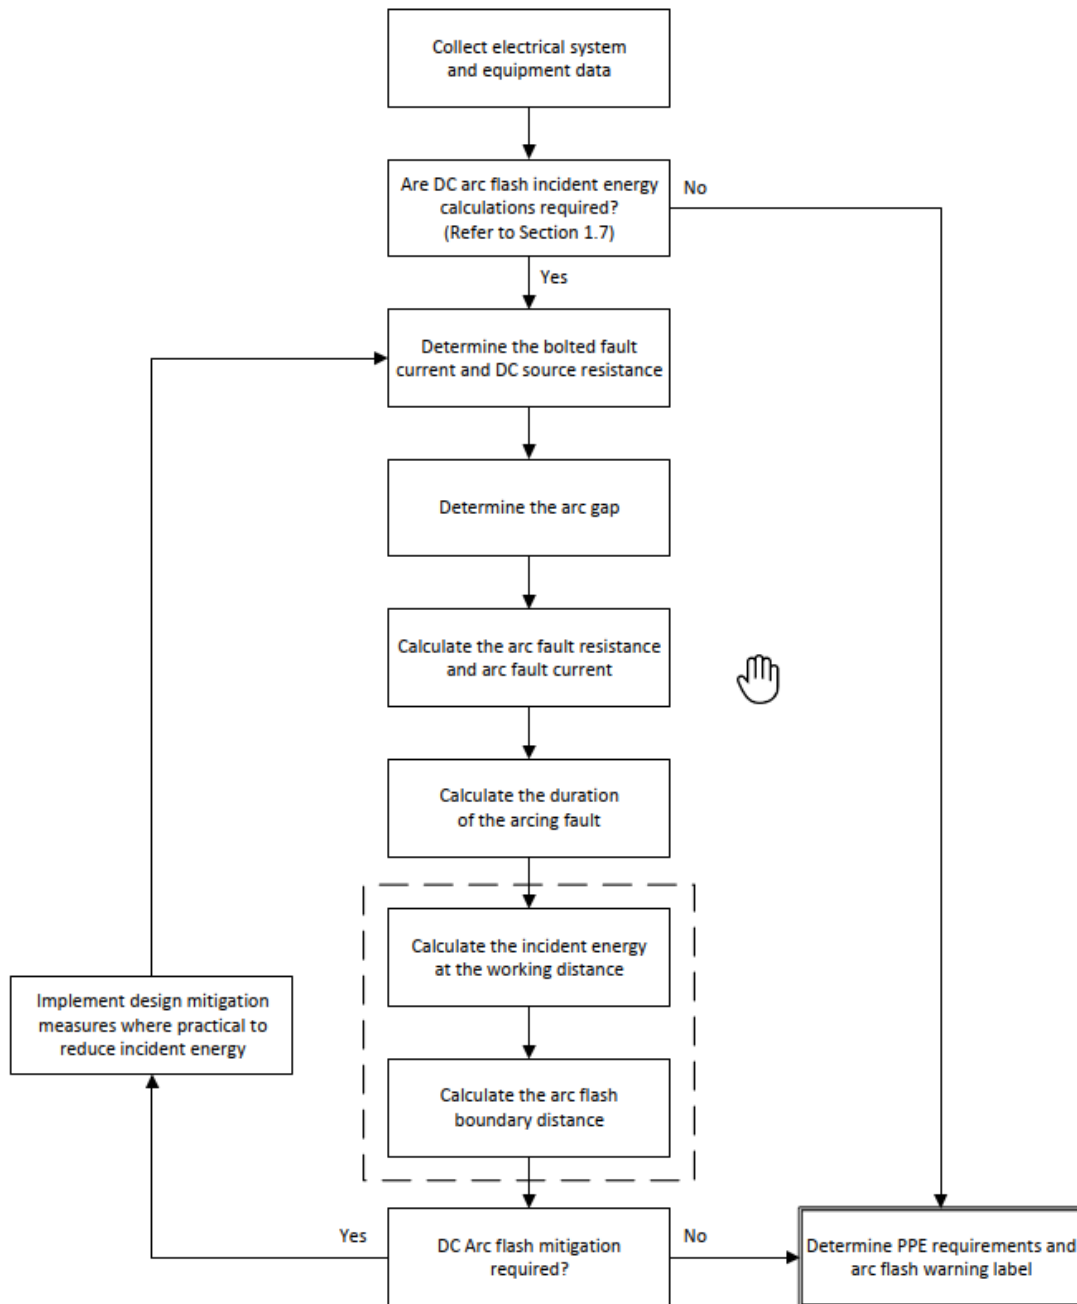 Collect electrical system
and equipment data
Are DC arc flash incident energy
calculations required?
(Refer to Section 1.7)
No
Yes
Determine the bolted fault
current and DC source resistance
Determine the arc gap
Calculate the arc fault resistance
and arc fault current
Calculate the duration
of the arcing fault
Calculate the incident energy
at the working distance
Implement design mitigation
measures where practical to
reduce incident energy
Calculate the arc flash
boundary distance
Yes
DC Arc flash mitigation
required?
No
Determine PPE requirements and
arc flash warning label